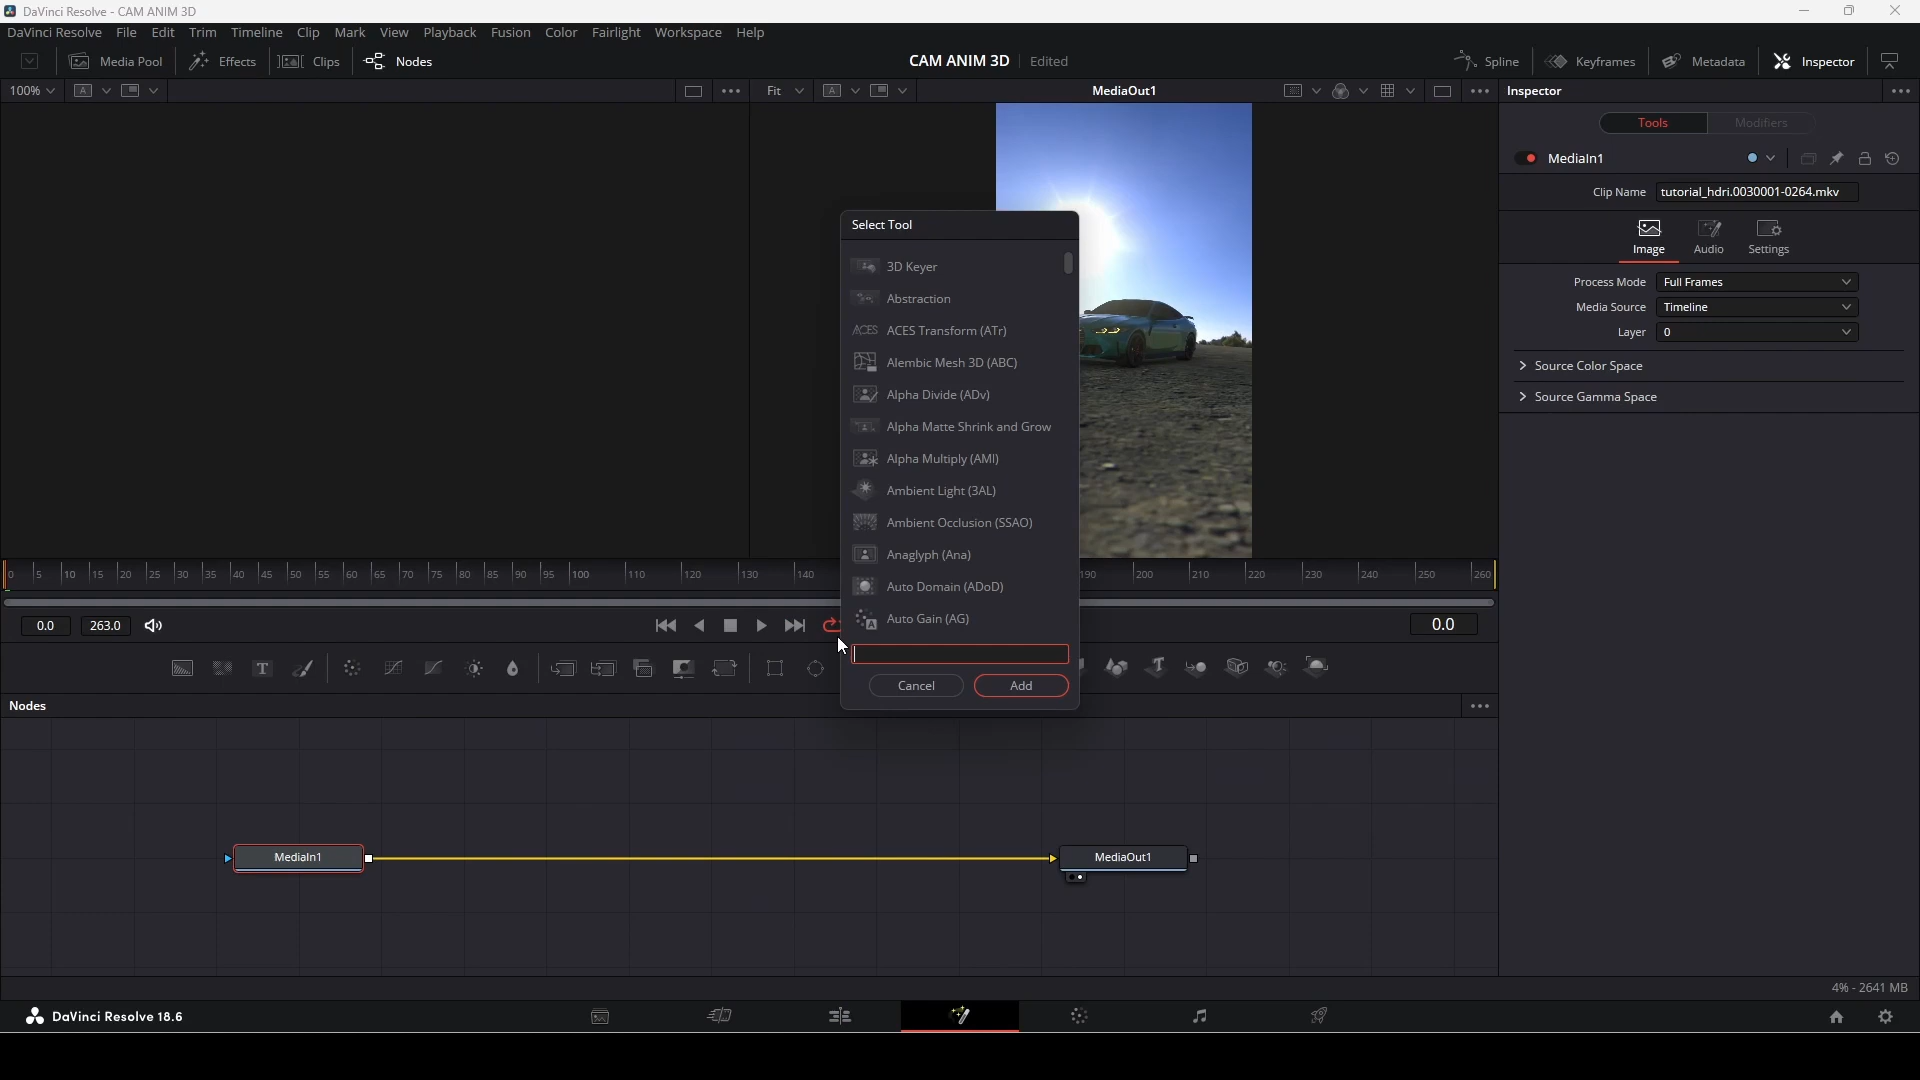 DaVinci Resolve - CAM ANIM 3D
DaVinci Resolve File Edit Trim Timeline Clip Mark View Playback Fusion Color Fairlight Workspace Help
Media Pool Effects Clips Nodes CAM ANIM 3D Edited Spline Keyframes Metadata Inspector
100% A Fit A MediaOut1 Inspector
Tools Modifiers
MediaIn1
Clip Name tutorial_hdri.0030001-0264.mkv
Image Audio Settings
Process Mode Full Frames
Media Source Timeline
Layer 0
Source Color Space
Source Gamma Space
Select Tool
3D Keyer
Abstraction
ACES ACES Transform (ATr)
Alembic Mesh 3D (ABC)
Alpha Divide (ADv)
Alpha Matte Shrink and Grow
Alpha Multiply (AMl)
Ambient Light (3AL)
Ambient Occlusion (SSAO)
Anaglyph (Ana)
Auto Domain (ADoD)
Auto Gain (AG)
Cancel Add
0 5 10 15 20 25 30 35 40 45 50 55 60 65 70 75 80 85 90 95 100 110 120 130 140 190 200 210 220 230 240 250 260
0.0 263.0 0.0
Nodes
MediaIn1 MediaOut1
4% - 2641 MB
DaVinci Resolve 18.6